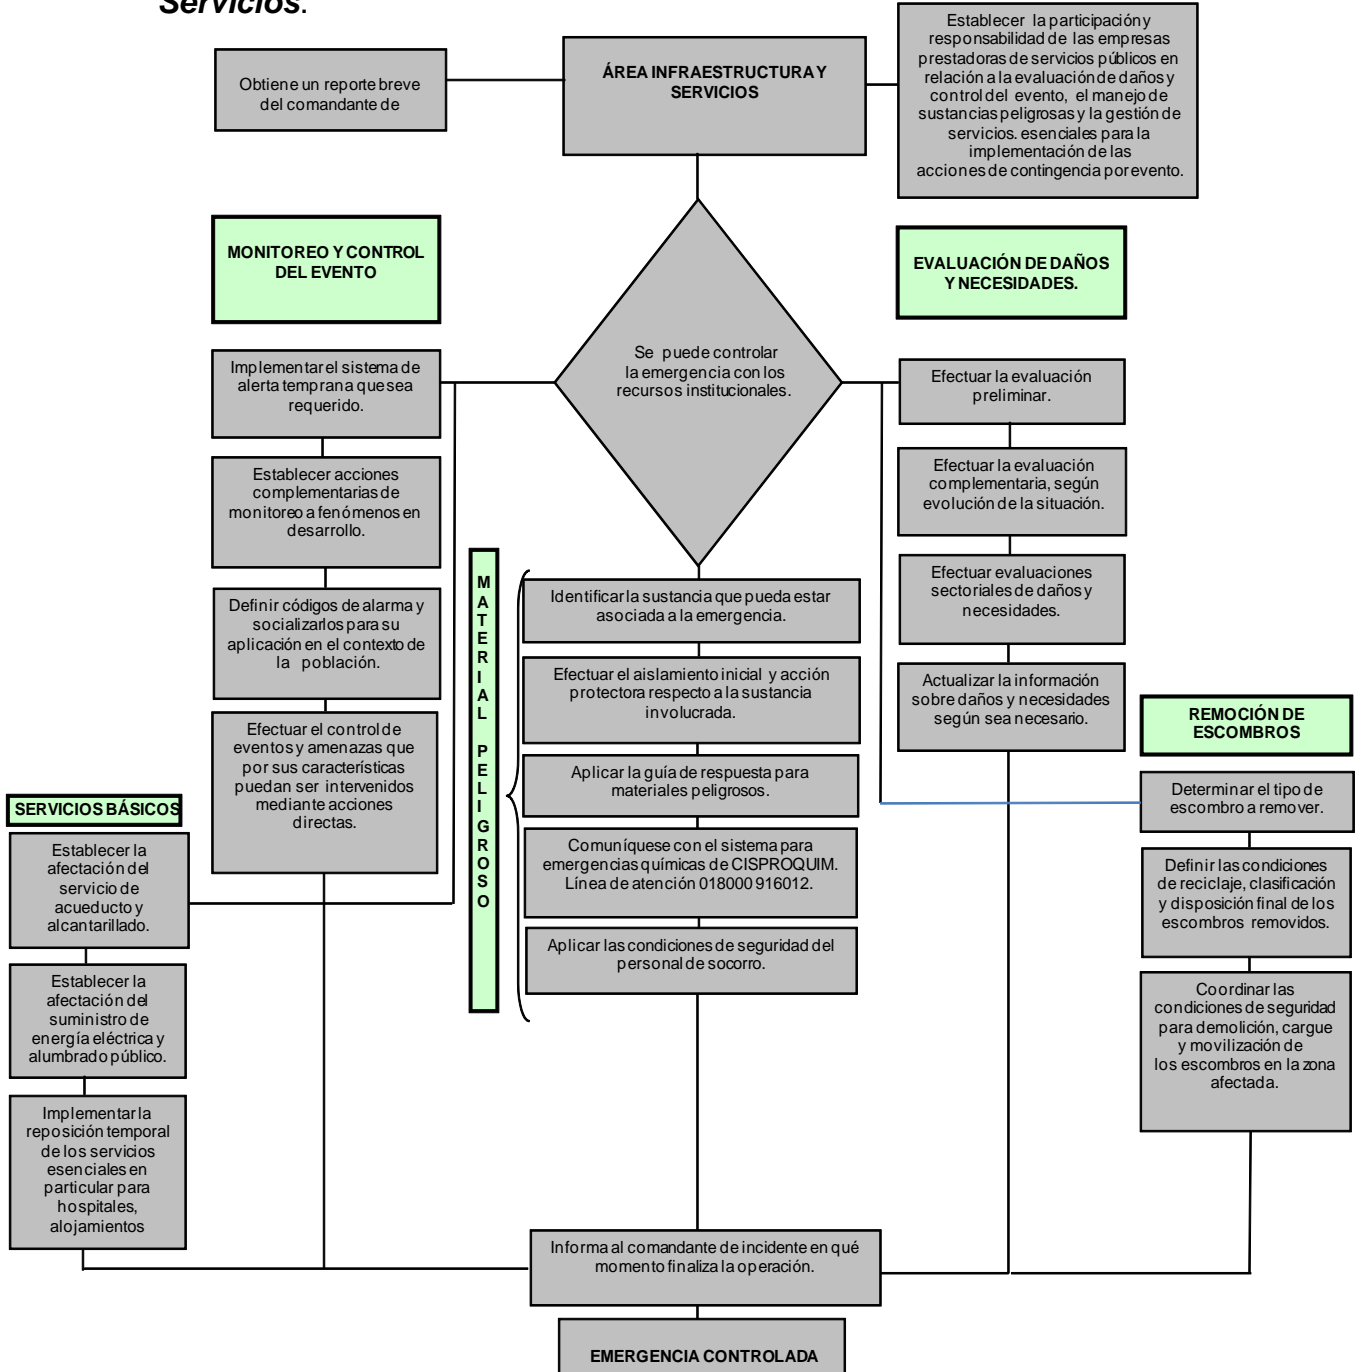 Servicios.
Obtiene un reporte breve
del comandante de
ÁREA INFRAESTRUCTURA Y
SERVICIOS
Establecer la participación y
responsabilidad de las empresas
prestadoras de servicios públicos en
relación a la evaluación de daños y
control del evento, el manejo de
sustancias peligrosas y la gestión de
servicios. esenciales para la
implementación de las
acciones de contingencia por evento.
MONITOREO Y CONTROL
DEL EVENTO
EVALUACIÓN DE DAÑOS
Y NECESIDADES.
Se puede controlar
la emergencia con los
recursos institucionales.
Implementar el sistema de
alerta temprana que sea
requerido.
Establecer acciones
complementarias de
monitoreo a fenómenos en
desarrollo.
Definir códigos de alarma y
socializarlos para su
aplicación en el contexto de
la población.
Efectuar el control de
eventos y amenazas que
por sus características
puedan ser intervenidos
mediante acciones
directas.
Efectuar la evaluación
preliminar.
Efectuar la evaluación
complementaria, según
evolución de la situación.
Efectuar evaluaciones
sectoriales de daños y
necesidades.
Actualizar la información
sobre daños y necesidades
según sea necesario.
MATERIAL PELIGROSO
Identificar la sustancia que pueda estar
asociada a la emergencia.
Efectuar el aislamiento inicial y acción
protectora respecto a la sustancia
involucrada.
Aplicar la guía de respuesta para
materiales peligrosos.
Comuníquese con el sistema para
emergencias químicas de CISPROQUIM.
Línea de atención 018000 916012.
Aplicar las condiciones de seguridad del
personal de socorro.
REMOCIÓN DE
ESCOMBROS
Determinar el tipo de
escombro a remover.
Definir las condiciones
de reciclaje, clasificación
y disposición final de los
escombros removidos.
Coordinar las
condiciones de seguridad
para demolición, cargue
y movilización de
los escombros en la zona
afectada.
SERVICIOS BÁSICOS
Establecer la
afectación del
servicio de
acueducto y
alcantarillado.
Establecer la
afectación del
suministro de
energía eléctrica y
alumbrado público.
Implementar la
reposición temporal
de los servicios
esenciales en
particular para
hospitales,
alojamientos
Informa al comandante de incidente en qué
momento finaliza la operación.
EMERGENCIA CONTROLADA